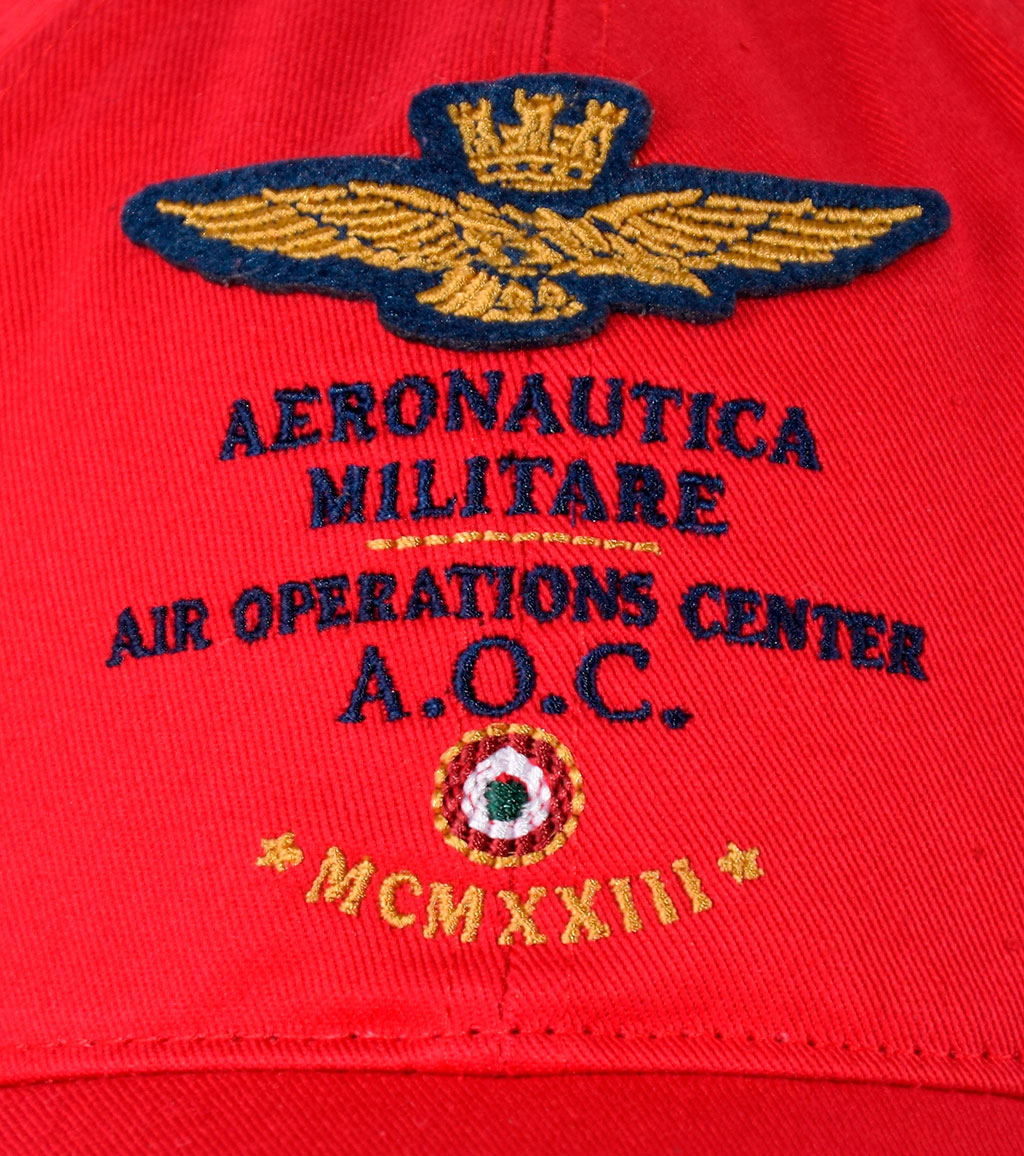 AERONAUTICA
MILITARE
AIR OPERATIONS CENTER
A.O.C.
MCMXXIII